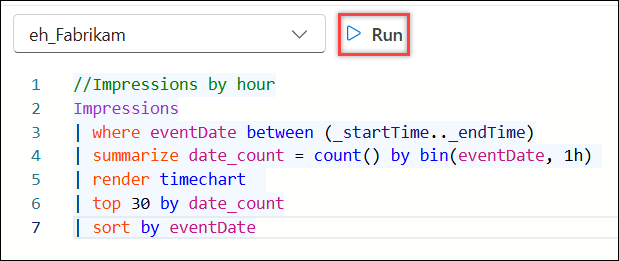 eh_Fabrikam
Run
1 //Impressions by hour
2 Impressions
3 | where eventDate between (_startTime.._endTime)
4 | summarize date_count = count() by bin(eventDate, 1h)
5 | render timechart
6 | top 30 by date_count
7 | sort by eventDate